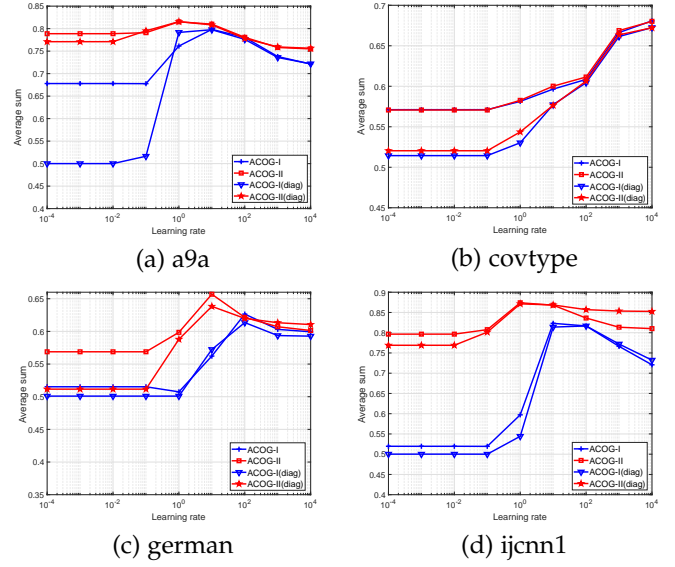 0.85
0.8
0.75
0.7
0.65
0.6
0.55
0.5
0.45
0.4
Average sum
10^-4 10^-2 10^0 10^2 10^4
Learning rate
ACOG-I
ACOG-II
ACOG-I(diag)
ACOG-II(diag)
(a) a9a
0.7
0.65
0.6
0.55
0.5
0.45
Average sum
10^-4 10^-2 10^0 10^2 10^4
Learning rate
ACOG-I
ACOG-II
ACOG-I(diag)
ACOG-II(diag)
(b) covtype
0.65
0.6
0.55
0.5
0.45
0.4
0.35
Average sum
10^-4 10^-2 10^0 10^2 10^4
Learning rate
ACOG-I
ACOG-II
ACOG-I(diag)
ACOG-II(diag)
(c) german
0.9
0.85
0.8
0.75
0.7
0.65
0.6
0.55
0.5
0.45
0.4
Average sum
10^-4 10^-2 10^0 10^2 10^4
Learning rate
ACOG-I
ACOG-II
ACOG-I(diag)
ACOG-II(diag)
(d) ijcnn1